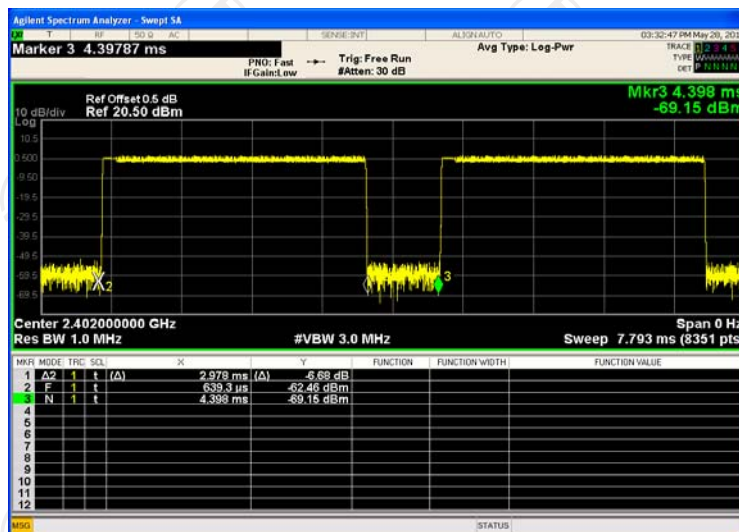 Agilent Spectrum Analyzer - Swept SA
T RF 50 Ω AC SENSE:INT ALIGNAUTO 03:32:47 PM May 28, 201
Marker 3 4.39787 ms
PNO: Fast
IFGain:Low
Trig: Free Run
#Atten: 30 dB
Avg Type: Log-Pwr
TRACE 1 2 3 4 5
TYPE
DET P N N N N
Ref Offset 0.5 dB
Ref 20.50 dBm
Mkr3 4.398 ms
-69.15 dBm
10 dB/div
Log
10.5
0.500
-9.50
-19.5
-29.5
-39.5
-49.5
-59.5
-69.5
2
3
Center 2.402000000 GHz
Span 0 Hz
Res BW 1.0 MHz
#VBW 3.0 MHz
Sweep 7.793 ms (8351 pts)
MKR MODE TRC SCL X Y FUNCTION FUNCTION WIDTH FUNCTION VALUE
1 Δ2 1 t (Δ) 2.978 ms (Δ) -6.68 dB
2 F 1 t 639.3 µs -62.46 dBm
3 N 1 t 4.398 ms -69.15 dBm
4
5
6
7
8
9
10
11
12
MSG
STATUS